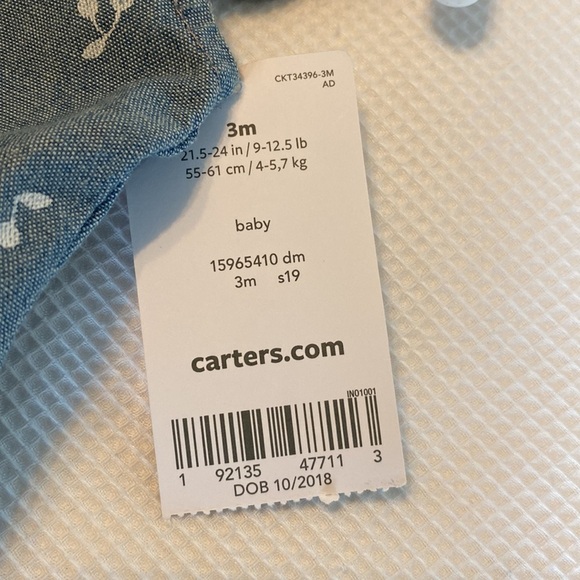 CKT34396-3M
AD
3m
21.5-24 in/9-12.5 lb
55-61 cm/4-5,7 kg
baby
15965410 dm
3m s19
carters.com
IN01001
1 92135 47711 3
DOB 10/2018